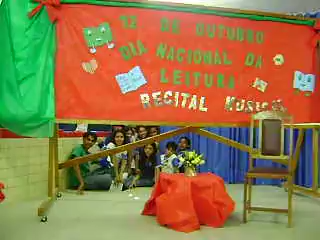 12 DE OUTUBRO
DIA NACIONAL DA
LEITURA
RECITAL MUSICAL